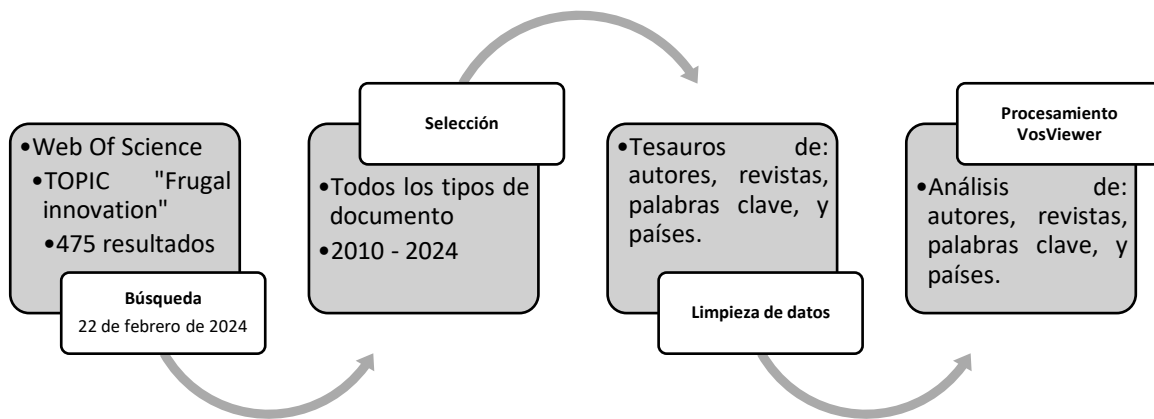 •Web Of Science
•TOPIC "Frugal
innovation"
•475 resultados
Búsqueda
22 de febrero de 2024
Selección
•Todos los tipos de
documento
•2010 - 2024
•Tesauros de:
autores, revistas,
palabras clave, y
países.
Limpieza de datos
Procesamiento
VosViewer
•Análisis de:
autores, revistas,
palabras clave, y
países.